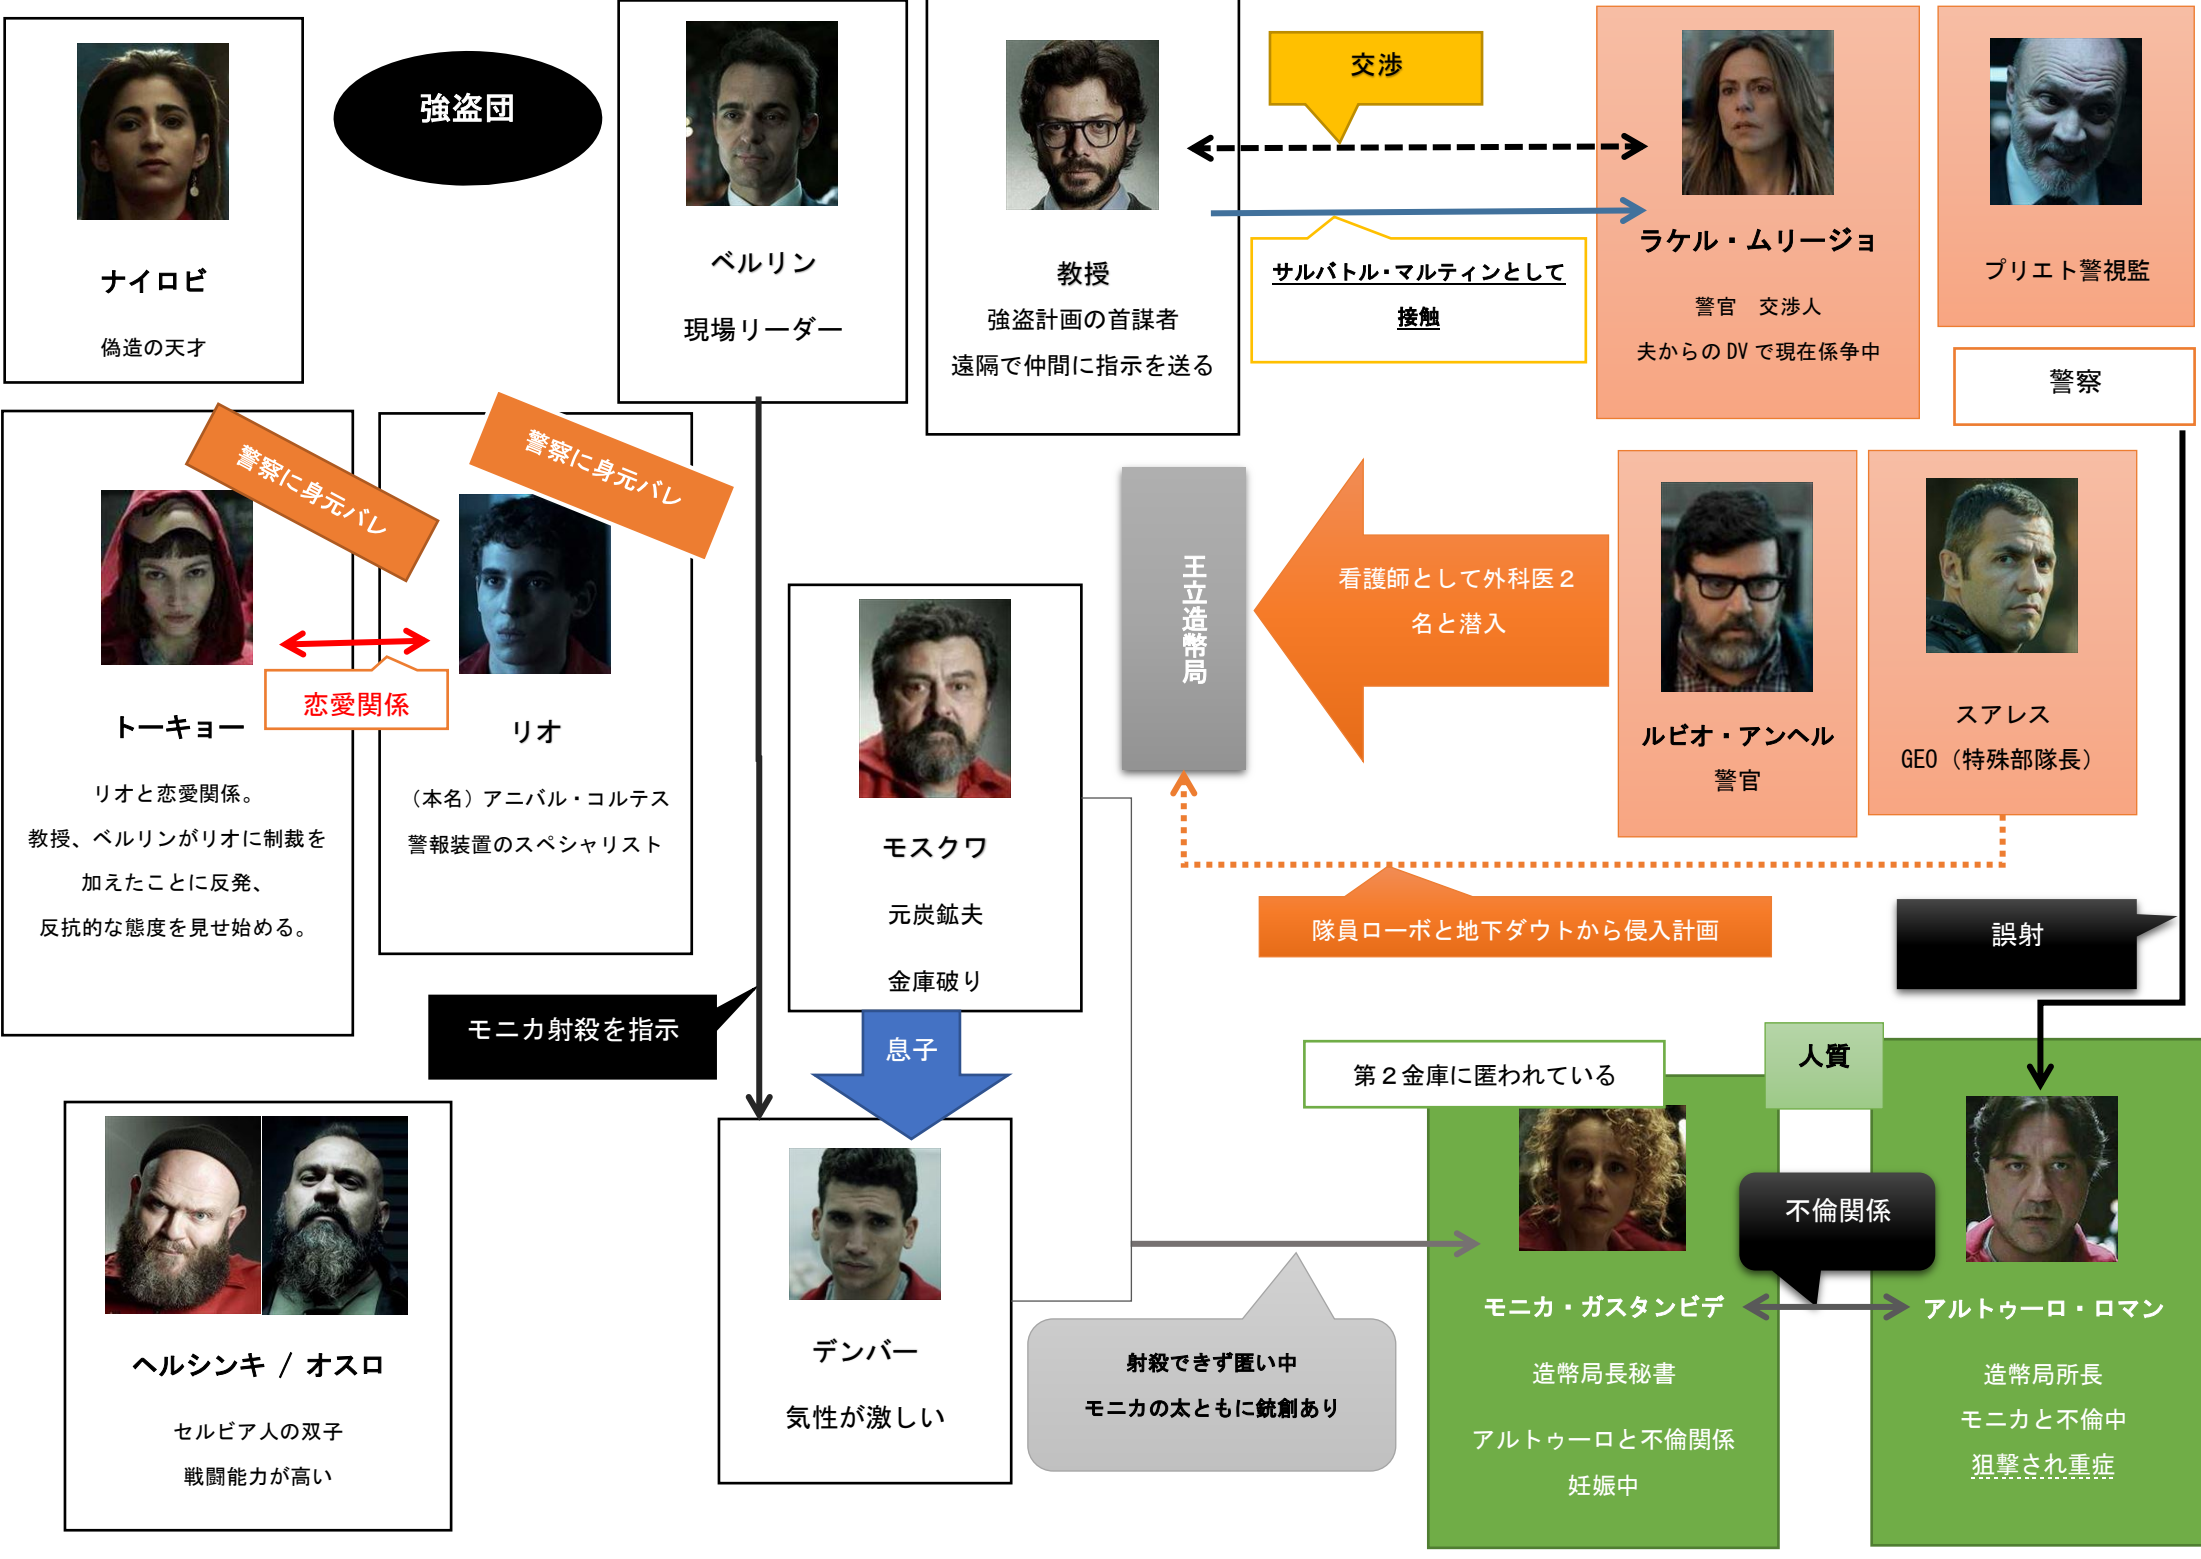 強盗団
ナイロビ
偽造の天才
ベルリン
現場リーダー
教授
強盗計画の首謀者
遠隔で仲間に指示を送る
交渉
サルバトル・マルティンとして
接触
ラケル・ムリージョ
警官　交渉人
夫からのDVで現在係争中
プリエト警視監
警察
警察に身元バレ
トーキョー
リオと恋愛関係。
教授、ベルリンがリオに制裁を
加えたことに反発、
反抗的な態度を見せ始める。
恋愛関係
警察に身元バレ
リオ
（本名）アニバル・コルテス
警報装置のスペシャリスト
モスクワ
元炭鉱夫
金庫破り
王立造幣局
看護師として外科医２
名と潜入
ルビオ・アンヘル
警官
スアレス
GEO（特殊部隊長）
隊員ローボと地下ダウトから侵入計画
誤射
モニカ射殺を指示
息子
ヘルシンキ / オスロ
セルビア人の双子
戦闘能力が高い
デンバー
気性が激しい
射殺できず匿い中
モニカの太ともに銃創あり
第２金庫に匿われている
人質
モニカ・ガスタンビデ
造幣局長秘書
アルトゥーロと不倫関係
妊娠中
不倫関係
アルトゥーロ・ロマン
造幣局所長
モニカと不倫中
狙撃され重症